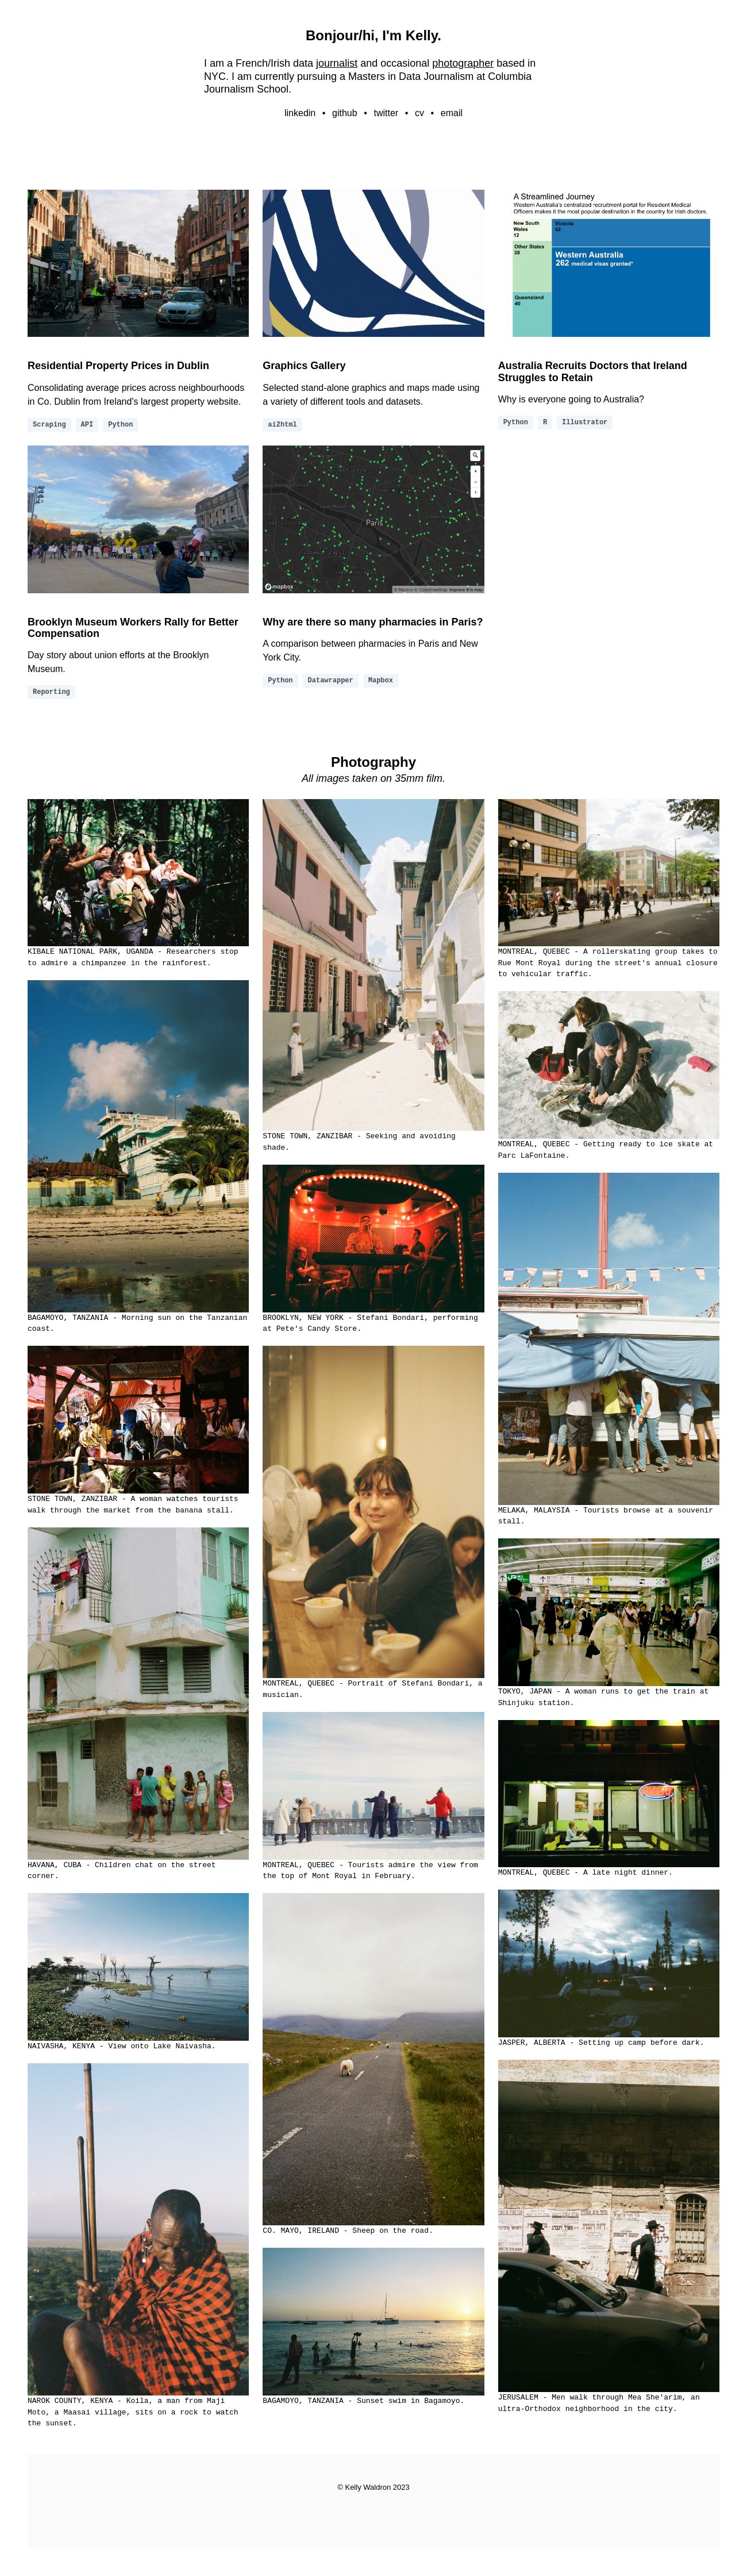 Bonjour/hi, I'm Kelly.
I am a French/Irish data journalist and occasional photographer based in
NYC. I am currently pursuing a Masters in Data Journalism at Columbia
Journalism School.
linkedin • github • twitter • cv • email
A Streamlined Journey
Western Australia's centralized recruitment portal for Resident Medical
Officers makes it the most popular destination in the country for Irish doctors.
New South
Wales
12
Victoria
Other States
28
Western Australia
262 medical visas granted*
Queensland
40
Residential Property Prices in Dublin
Consolidating average prices across neighbourhoods
in Co. Dublin from Ireland's largest property website.
Scraping API Python
Graphics Gallery
Selected stand-alone graphics and maps made using
a variety of different tools and datasets.
ai2html
Australia Recruits Doctors that Ireland
Struggles to Retain
Why is everyone going to Australia?
Python R Illustrator
Paris
mapbox
© Mapbox © OpenStreetMap Improve this map
Brooklyn Museum Workers Rally for Better
Compensation
Day story about union efforts at the Brooklyn
Museum.
Reporting
Why are there so many pharmacies in Paris?
A comparison between pharmacies in Paris and New
York City.
Python Datawrapper Mapbox
Photography
All images taken on 35mm film.
KIBALE NATIONAL PARK, UGANDA - Researchers stop
to admire a chimpanzee in the rainforest.
BAGAMOYO, TANZANIA - Morning sun on the Tanzanian
coast.
STONE TOWN, ZANZIBAR - A woman watches tourists
walk through the market from the banana stall.
HAVANA, CUBA - Children chat on the street
corner.
NAIVASHA, KENYA - View onto Lake Naivasha.
NAROK COUNTY, KENYA - Koila, a man from Maji
Moto, a Maasai village, sits on a rock to watch
the sunset.
STONE TOWN, ZANZIBAR - Seeking and avoiding
shade.
BROOKLYN, NEW YORK - Stefani Bondari, performing
at Pete's Candy Store.
MONTREAL, QUEBEC - Portrait of Stefani Bondari, a
musician.
MONTREAL, QUEBEC - Tourists admire the view from
the top of Mont Royal in February.
CO. MAYO, IRELAND - Sheep on the road.
BAGAMOYO, TANZANIA - Sunset swim in Bagamoyo.
MONTREAL, QUEBEC - A rollerskating group takes to
Rue Mont Royal during the street's annual closure
to vehicular traffic.
MONTREAL, QUEBEC - Getting ready to ice skate at
Parc LaFontaine.
MELAKA, MALAYSIA - Tourists browse at a souvenir
stall.
TOKYO, JAPAN - A woman runs to get the train at
Shinjuku station.
FRITES
MONTREAL, QUEBEC - A late night dinner.
JASPER, ALBERTA - Setting up camp before dark.
JERUSALEM - Men walk through Mea She'arim, an
ultra-Orthodox neighborhood in the city.
© Kelly Waldron 2023